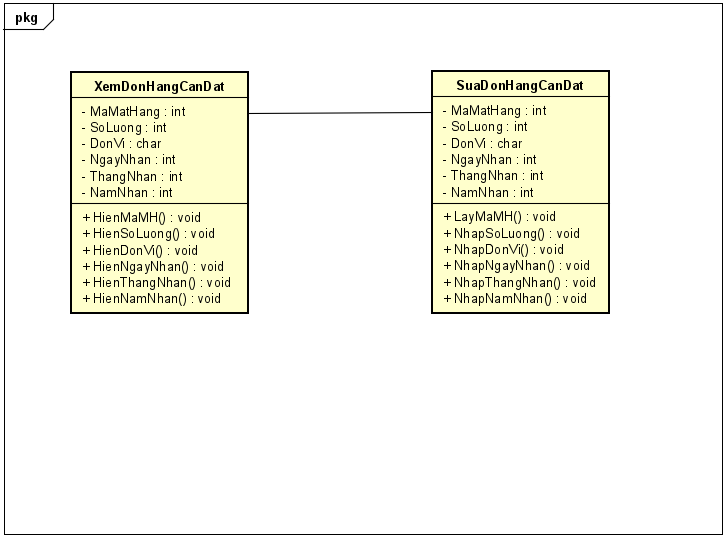 pkg
XemDonHangCanDat
- MaMatHang : int
- SoLuong : int
- DonVi : char
- NgayNhan : int
- ThangNhan : int
- NamNhan : int
+ HienMaMH() : void
+ HienSoLuong() : void
+ HienDonVi() : void
+ HienNgayNhan() : void
+ HienThangNhan() : void
+ HienNamNhan() : void
SuaDonHangCanDat
- MaMatHang : int
- SoLuong : int
- DonVi : char
- NgayNhan : int
- ThangNhan : int
- NamNhan : int
+ LayMaMH() : void
+ NhapSoLuong() : void
+ NhapDonVi() : void
+ NhapNgayNhan() : void
+ NhapThangNhan() : void
+ NhapNamNhan() : void